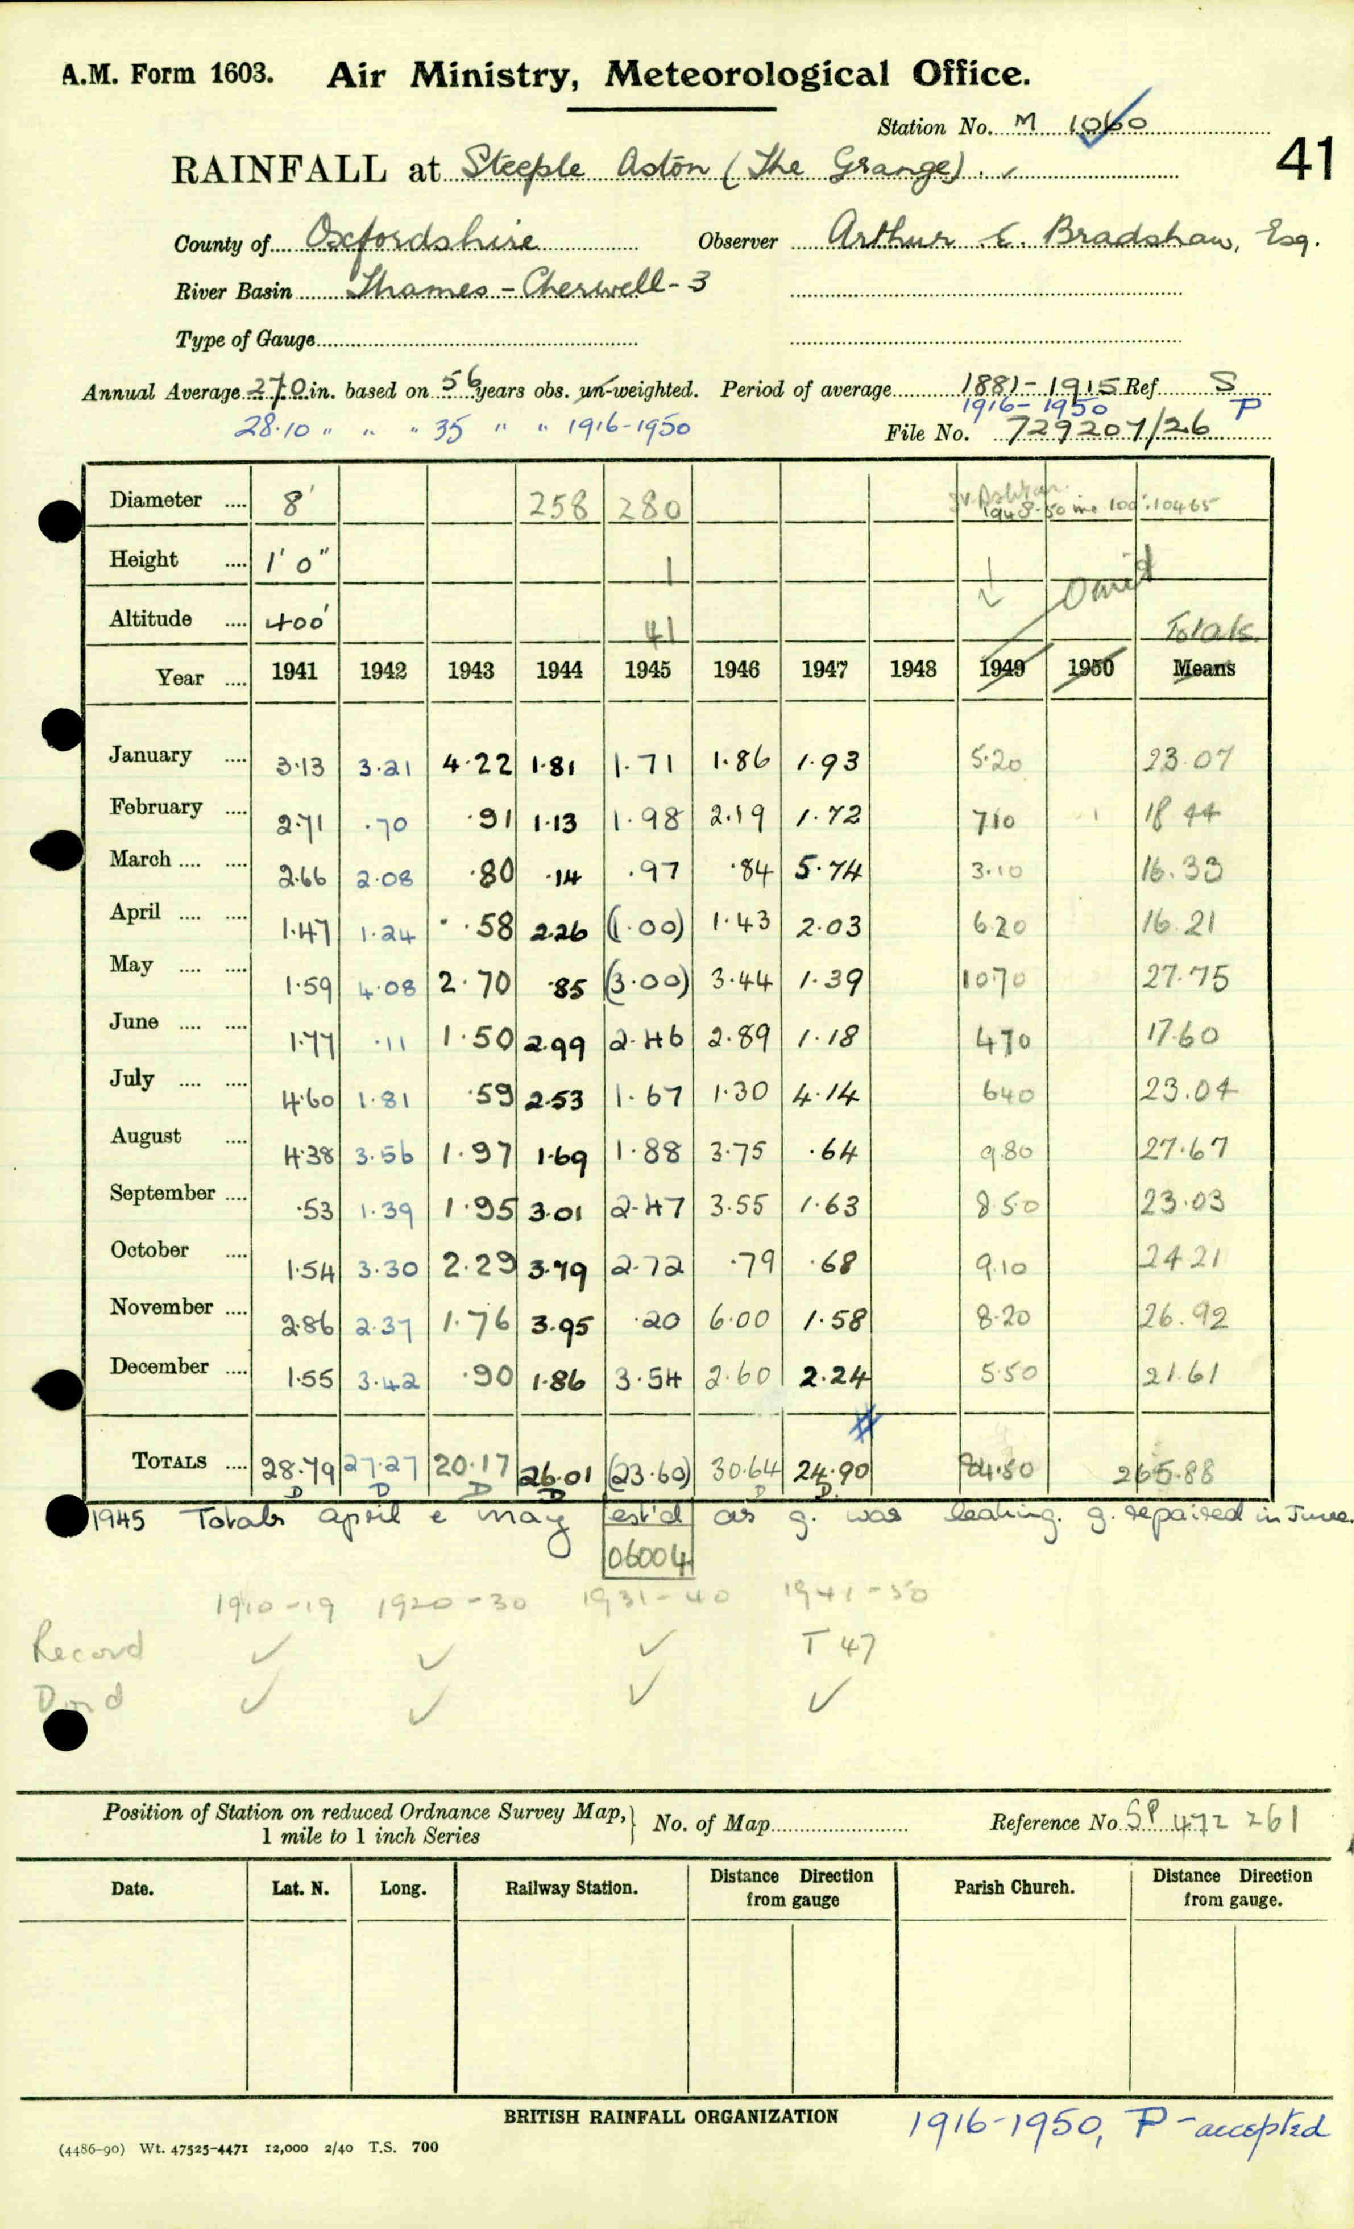 A.M. Form 1603. Air Ministry, Meteorological Office.
Station No. M 1060
41
RAINFALL at Steeple Aston (The Grange).
County of Oxfordshire Observer Arthur E. Bradshaw, Esq.
River Basin Thames - Cherwell - 3
Type of Gauge
Annual Average 27.0 in. based on 56 years obs. un-weighted. Period of average 1881-1915 Ref S
1916-1950 P
28.10 " " " 35 " " 1916-1950
File No. 729207/26
Diameter 8' 258 280 1948-50 100 10465
Height 1' 0" 1
Omit
Altitude 400' 41 Totals.
Year 1941 1942 1943 1944 1945 1946 1947 1948 1949 1950 Means
January 3.13 3.21 4.22 1.81 1.71 1.86 1.93 5.20 23.07
February 2.71 .70 .91 1.13 1.98 2.19 1.72 7.10 18.44
March 2.66 2.08 .80 .14 .97 .84 5.74 3.10 16.33
April 1.47 1.24 .58 2.26 (1.00) 1.43 2.03 6.20 16.21
May 1.59 4.08 2.70 .85 (3.00) 3.44 1.39 10.70 27.75
June 1.77 .11 1.50 2.99 2.46 2.89 1.18 4.70 17.60
July 4.60 1.81 .59 2.53 1.67 1.30 4.14 6.40 23.04
August 4.38 3.56 1.97 1.69 1.88 3.75 .64 9.80 27.67
September .53 1.39 1.95 3.01 2.47 3.55 1.63 8.50 23.03
October 1.54 3.30 2.29 3.79 2.72 .79 .68 9.10 24.21
November 2.86 2.37 1.76 3.95 .20 6.00 1.58 8.20 26.92
December 1.55 3.42 .90 1.86 3.54 2.60 2.24 5.50 21.61
#
TOTALS 28.79 27.27 20.17 26.01 (23.60) 30.64 24.90 84.50 265.88
D D D D D D.
1945 Totals April & May est'd as g. was leaking. g. repaired in June.
06004
1910-19 1920-30 1931-40 1941-50
Record ✓ ✓ ✓ T 47
✓ ✓ ✓ ✓
Position of Station on reduced Ordnance Survey Map, 1 mile to 1 inch Series } No. of Map Reference No SP 472 261
Date. Lat. N. Long. Railway Station. Distance Direction from gauge Parish Church. Distance Direction from gauge.
BRITISH RAINFALL ORGANIZATION
1916-1950, P - accepted
(4486-90) Wt. 47525-4471 12,000 2/40 T.S. 700